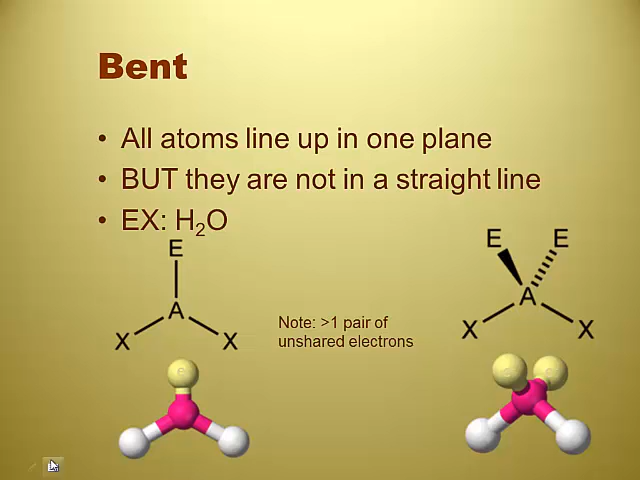 Bent
• All atoms line up in one plane
• BUT they are not in a straight line
• EX: H₂O
E
A
X X
Note: >1 pair of
unshared electrons
E E
A
X X